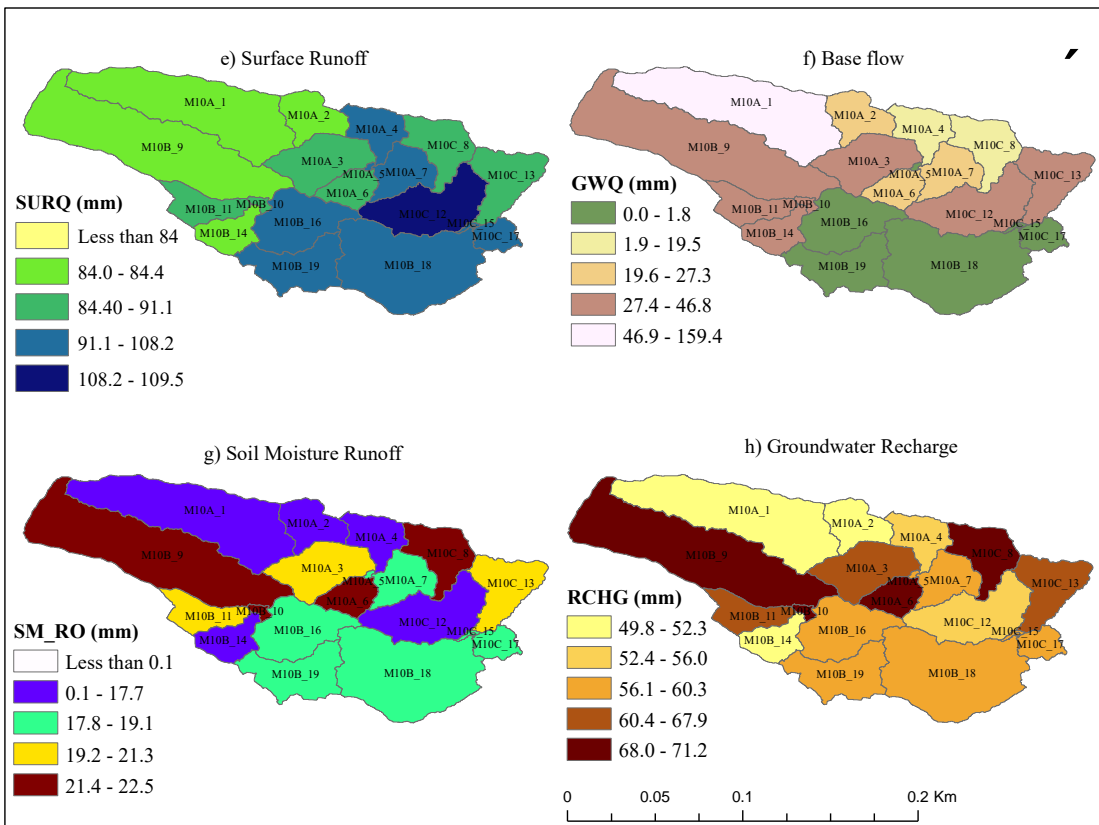 e) Surface Runoff
M10A_1
M10A_2
M10A_4
M10B_9
M10C_8
M10A_3
M10A_5
M10A_7
M10C_13
M10A_6
M10B_11
M10B_10
M10B_16
M10C_12
M10C_15
M10B_14
M10C_17
M10B_19
M10B_18
SURQ (mm)
Less than 84
84.0 - 84.4
84.40 - 91.1
91.1 - 108.2
108.2 - 109.5
f) Base flow
M10A_1
M10A_2
M10A_4
M10B_9
M10C_8
M10A_3
M10A_5
M10A_7
M10C_13
M10A_6
M10B_11
M10B_10
M10B_16
M10C_12
M10C_15
M10B_14
M10C_17
M10B_19
M10B_18
GWQ (mm)
0.0 - 1.8
1.9 - 19.5
19.6 - 27.3
27.4 - 46.8
46.9 - 159.4
g) Soil Moisture Runoff
M10A_1
M10A_2
M10A_4
M10B_9
M10C_8
M10A_3
M10A_5
M10A_7
M10C_13
M10A_6
M10B_11
M10B_10
M10B_16
M10C_12
M10C_15
M10B_14
M10C_17
M10B_19
M10B_18
SM_RO (mm)
Less than 0.1
0.1 - 17.7
17.8 - 19.1
19.2 - 21.3
21.4 - 22.5
h) Groundwater Recharge
M10A_1
M10A_2
M10A_4
M10B_9
M10C_8
M10A_3
M10A_5
M10A_7
M10C_13
M10A_6
M10B_11
M10B_10
M10B_16
M10C_12
M10C_15
M10B_14
M10C_17
M10B_19
M10B_18
RCHG (mm)
49.8 - 52.3
52.4 - 56.0
56.1 - 60.3
60.4 - 67.9
68.0 - 71.2
0 0.05 0.1 0.2 Km